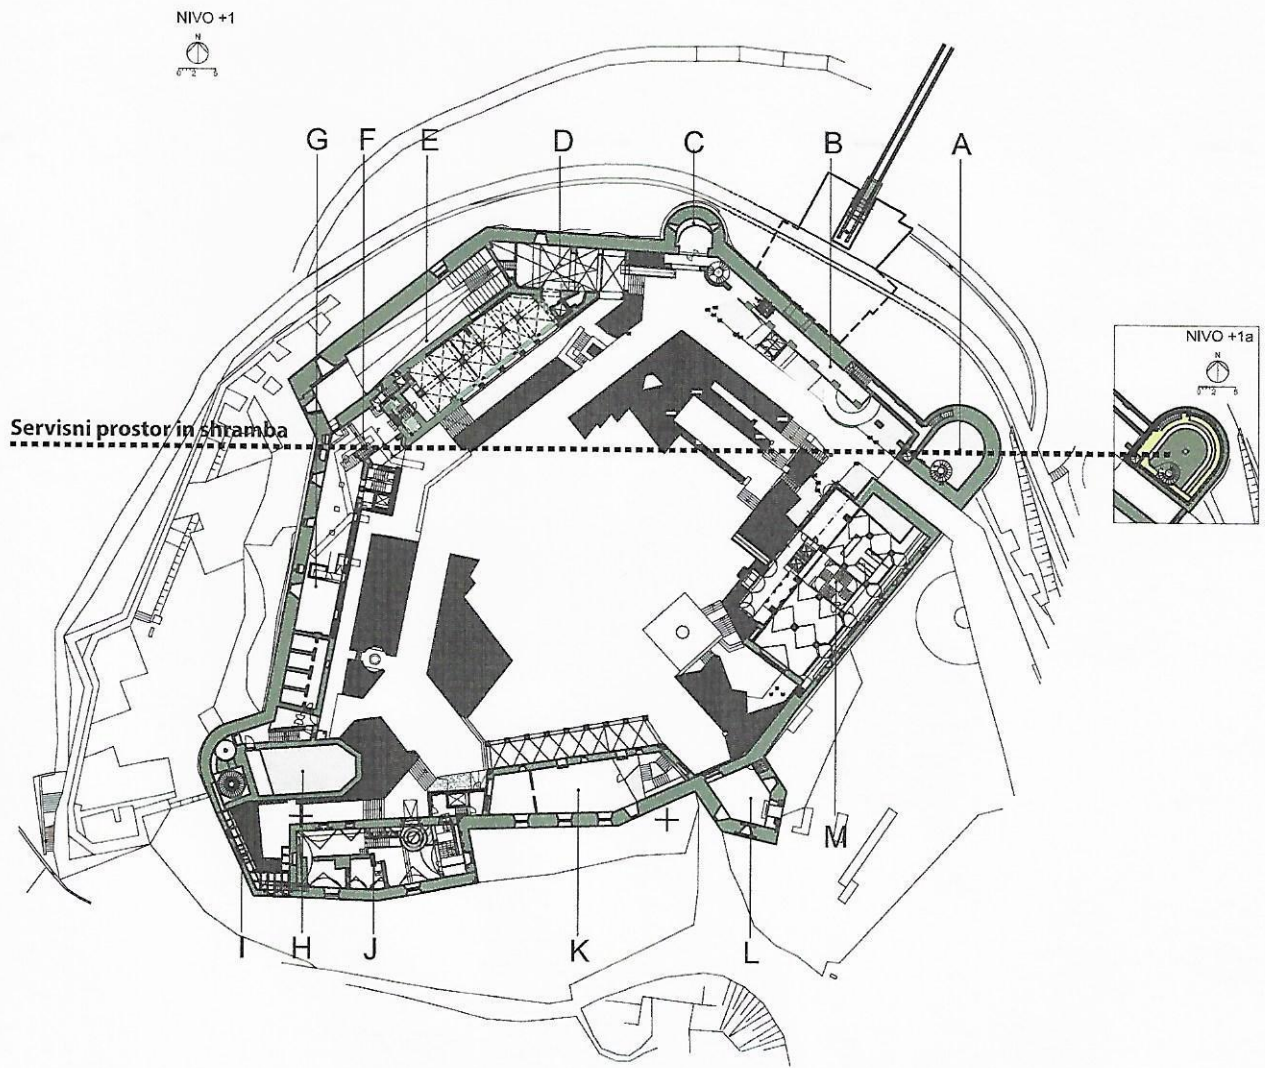 NIVO +1
N
0 2 5
G F E D C B A
NIVO +1a
N
0 2 5
Servisni prostor in shramba
M
I H J K L